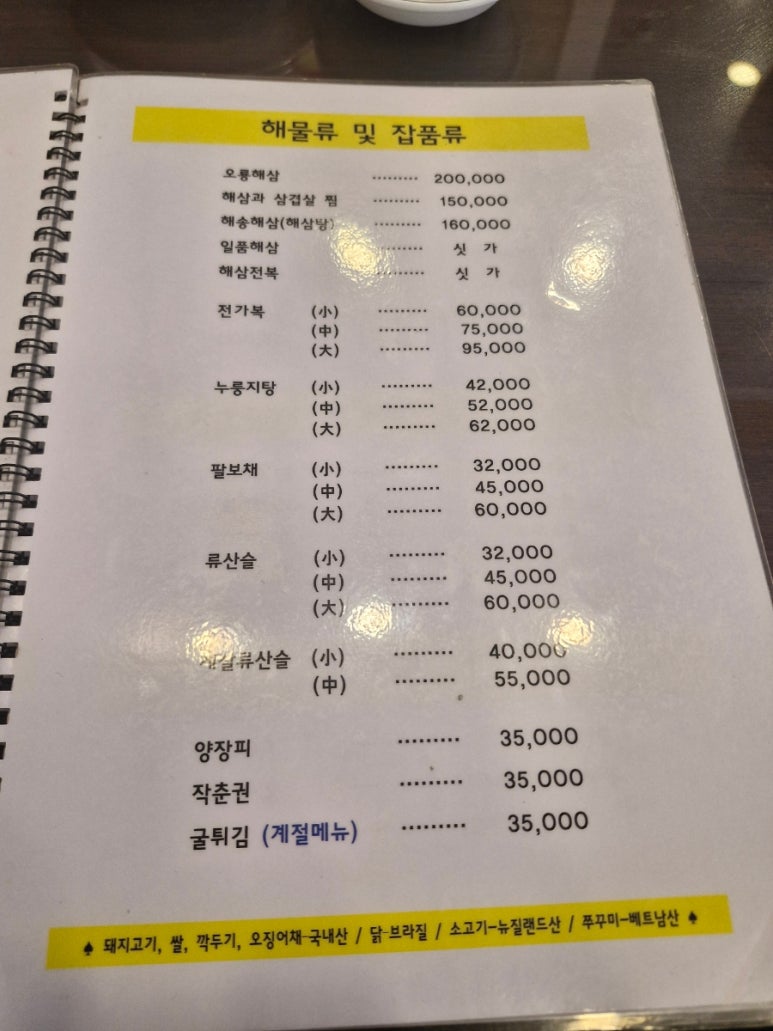 해물류 및 잡품류
오룡해삼 ········· 200,000
해삼과 삼겹살 찜 ········· 150,000
해송해삼(해삼탕) ········· 160,000
일품해삼 ········· 싯 가
해삼전복 ········· 싯 가
전가복 (小) ········· 60,000
(中) ········· 75,000
(大) ········· 95,000
누룽지탕 (小) ········· 42,000
(中) ········· 52,000
(大) ········· 62,000
팔보채 (小) ········· 32,000
(中) ········· 45,000
(大) ········· 60,000
류산슬 (小) ········· 32,000
(中) ········· 45,000
(大) ········· 60,000
(小) ········· 40,000
(中) ········· 55,000
양장피 ········· 35,000
작춘권 ········· 35,000
굴튀김 (계절메뉴) ········· 35,000
♠ 돼지고기, 쌀, 깍두기, 오징어채-국내산 / 닭-브라질 / 소고기-뉴질랜드산 / 쭈꾸미-베트남산 ♠